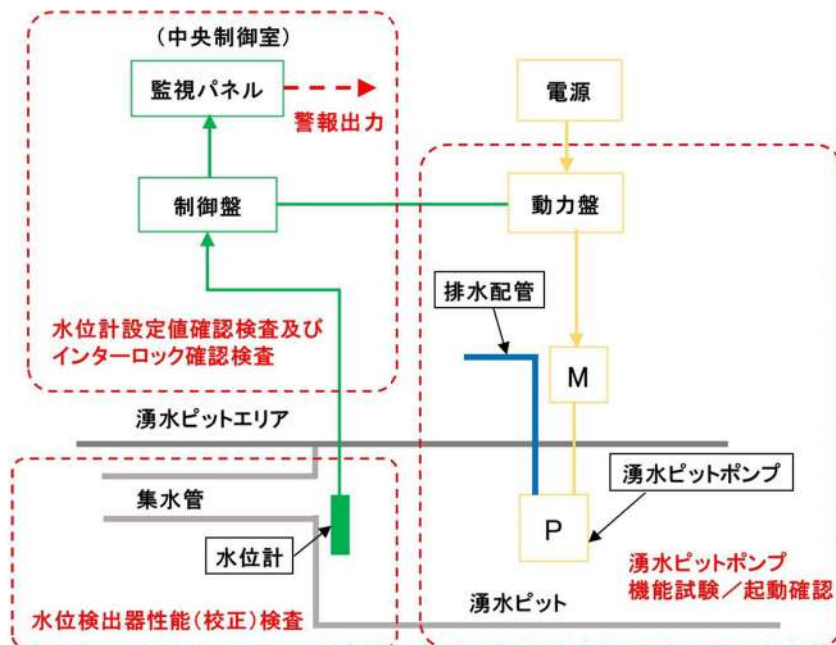 （中央制御室）
監視パネル
警報出力
電源
制御盤
動力盤
排水配管
水位計設定値確認検査及び
インターロック確認検査
M
湧水ピットエリア
集水管
湧水ピットポンプ
P
水位計
湧水ピットポンプ
機能試験／起動確認
湧水ピット
水位検出器性能（校正）検査